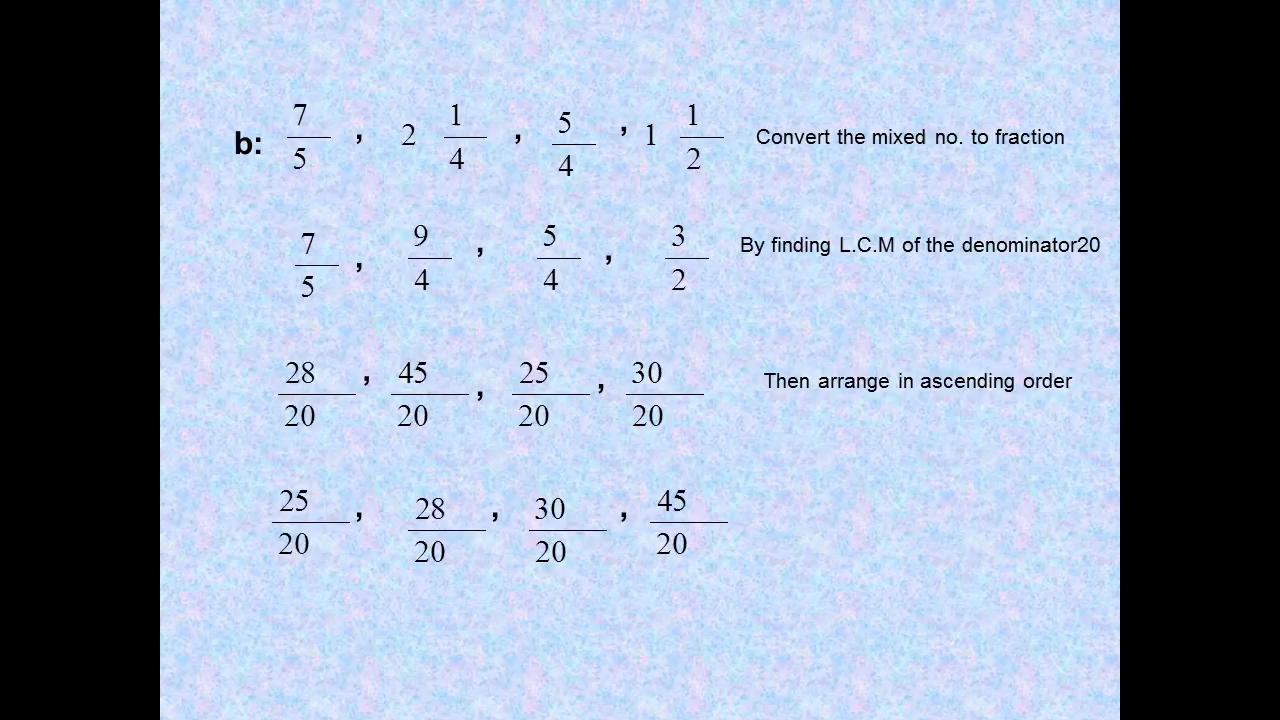 b: 7/5 , 2 1/4 , 5/4 , 1 1/2 Convert the mixed no. to fraction
7/5 , 9/4 , 5/4 , 3/2 By finding L.C.M of the denominator20
28/20 , 45/20 , 25/20 , 30/20 Then arrange in ascending order
25/20 , 28/20 , 30/20 , 45/20